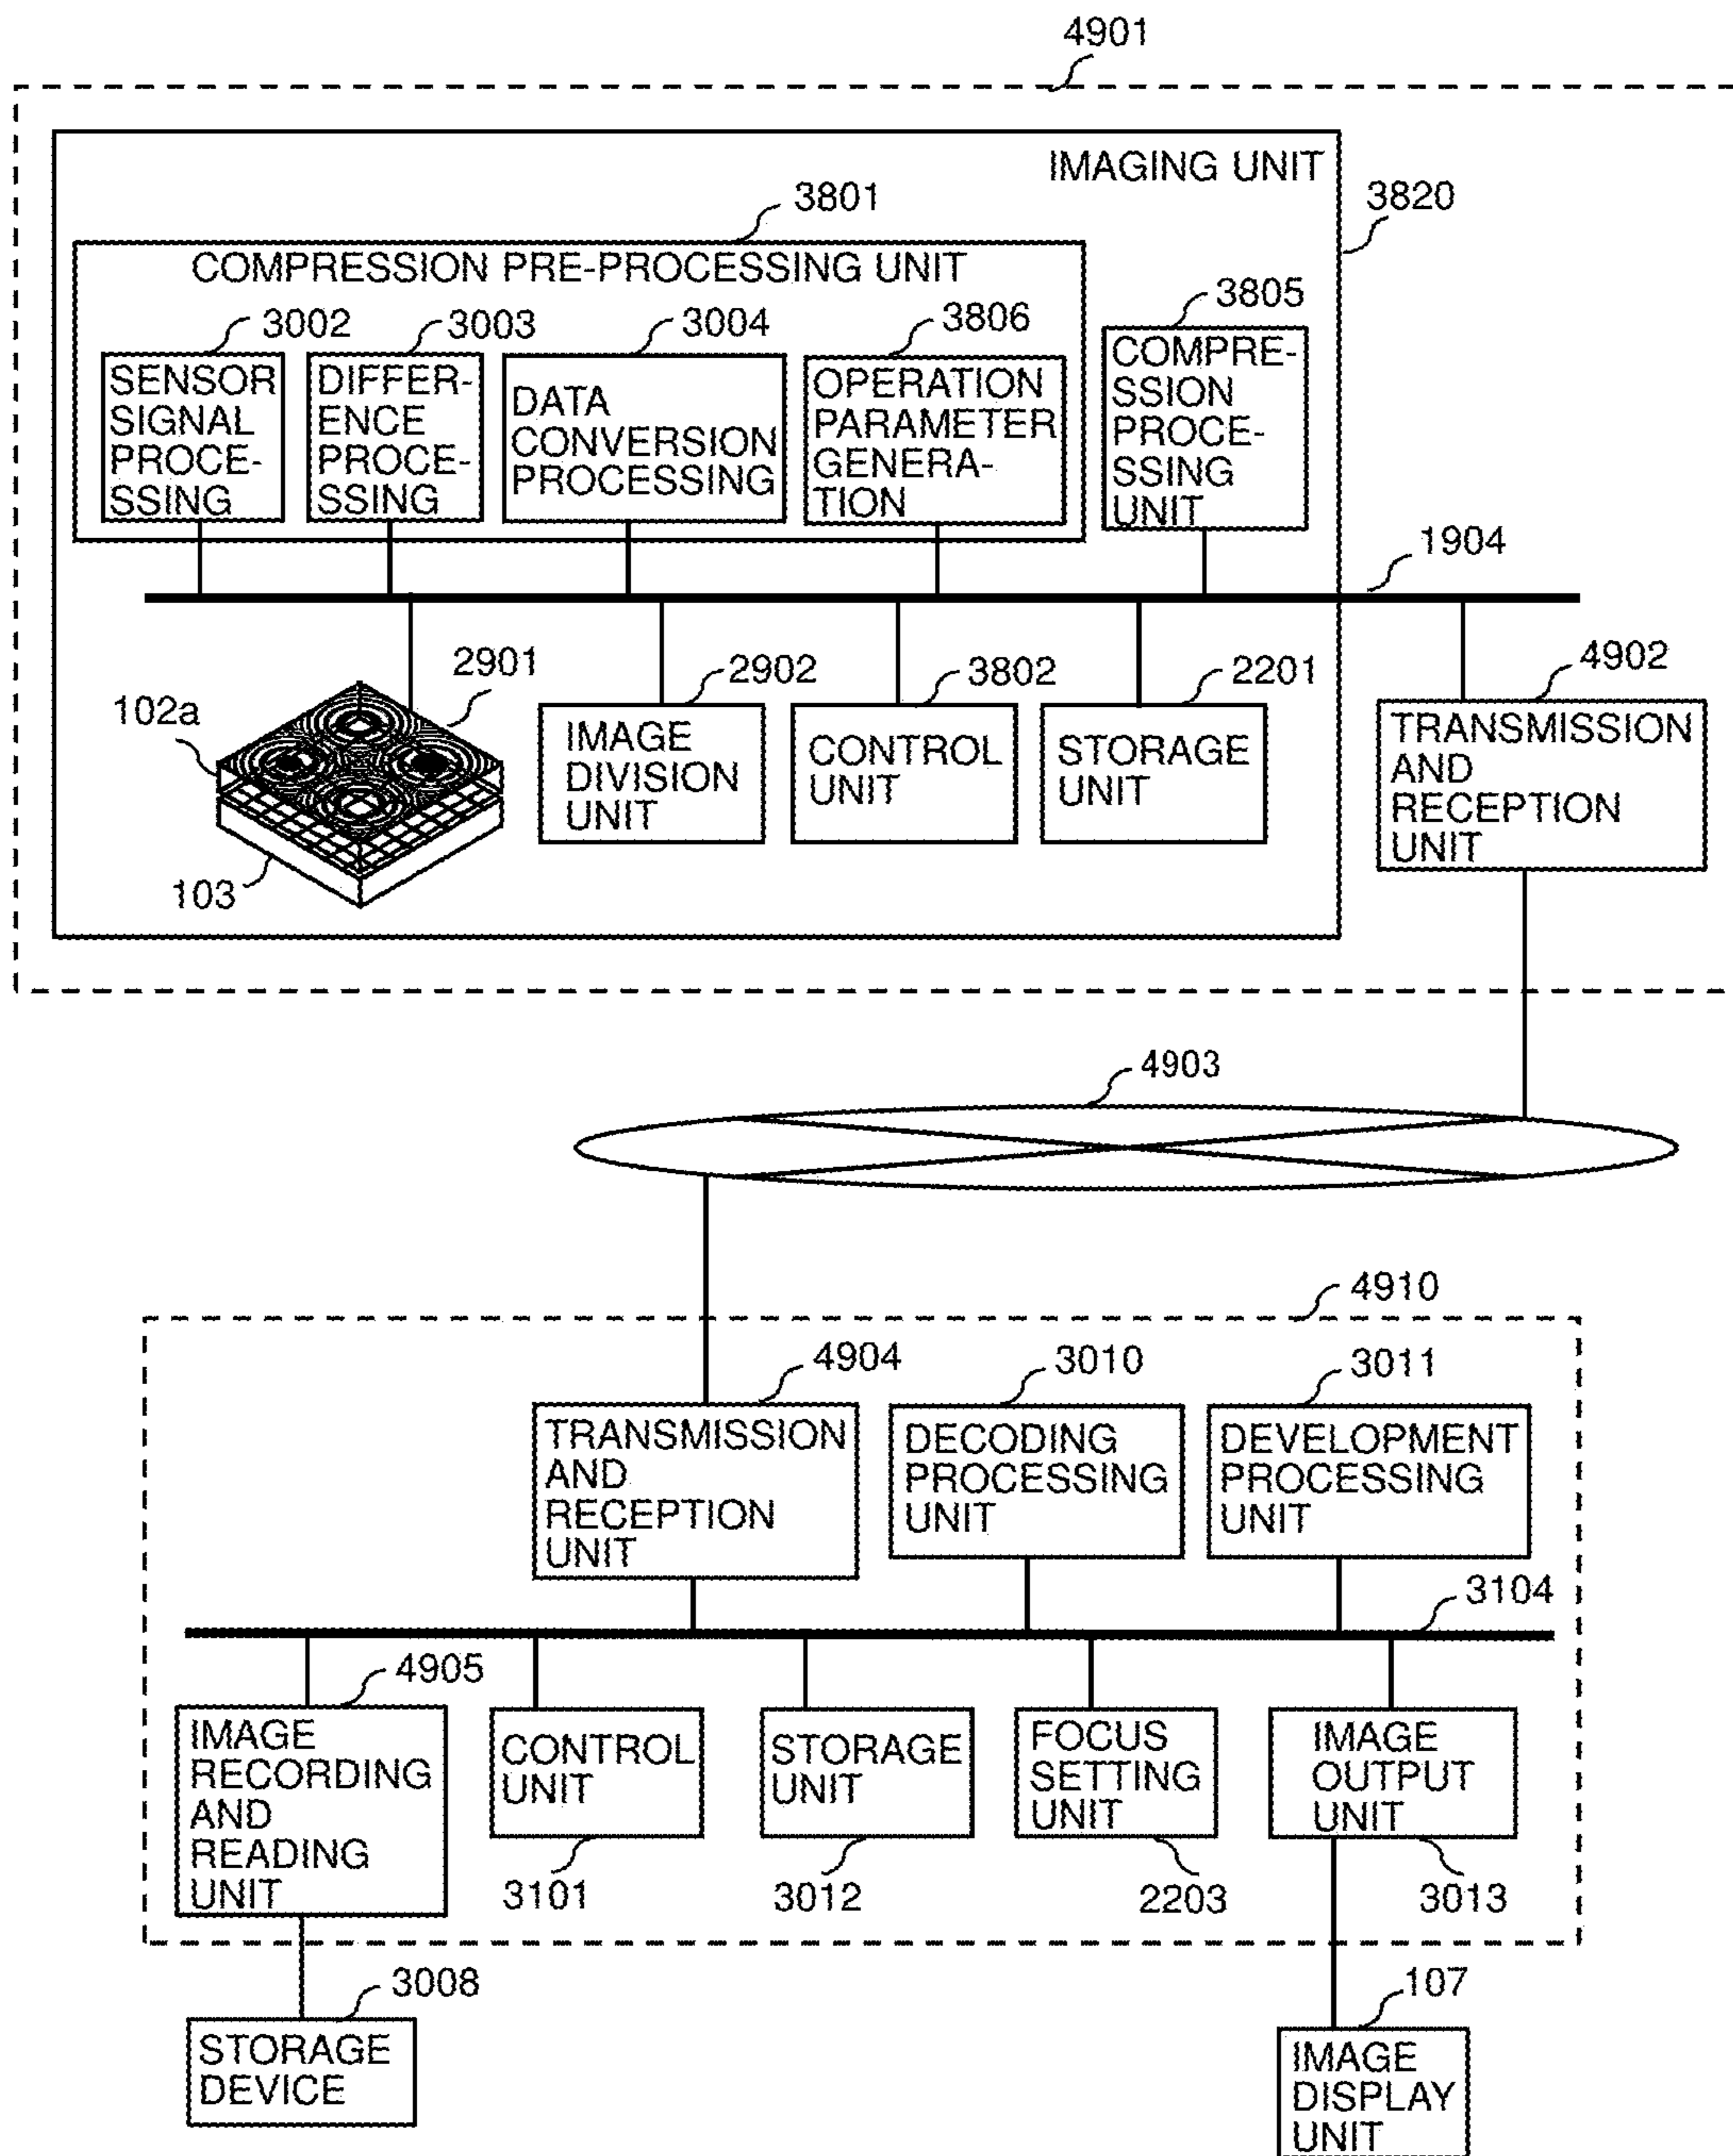 4901
IMAGING UNIT
3820
3801
COMPRESSION PRE-PROCESSING UNIT
3002
3003
3004
3806
3805
SENSOR
SIGNAL
PROCE-
SSING
DIFFER-
ENCE
PROCE-
SSING
DATA
CONVERSION
PROCESSING
OPERATION
PARAMETER
GENERA-
TION
COMPRE-
SSION
PROCE-
SSING
UNIT
1904
2901
102a
103
2902
IMAGE
DIVISION
UNIT
3802
CONTROL
UNIT
2201
STORAGE
UNIT
4902
TRANSMISSION
AND
RECEPTION
UNIT
4903
4910
4904
TRANSMISSION
AND
RECEPTION
UNIT
3010
DECODING
PROCESSING
UNIT
3011
DEVELOPMENT
PROCESSING
UNIT
3104
4905
IMAGE
RECORDING
AND
READING
UNIT
CONTROL
UNIT
3101
STORAGE
UNIT
3012
FOCUS
SETTING
UNIT
2203
IMAGE
OUTPUT
UNIT
3013
3008
STORAGE
DEVICE
107
IMAGE
DISPLAY
UNIT